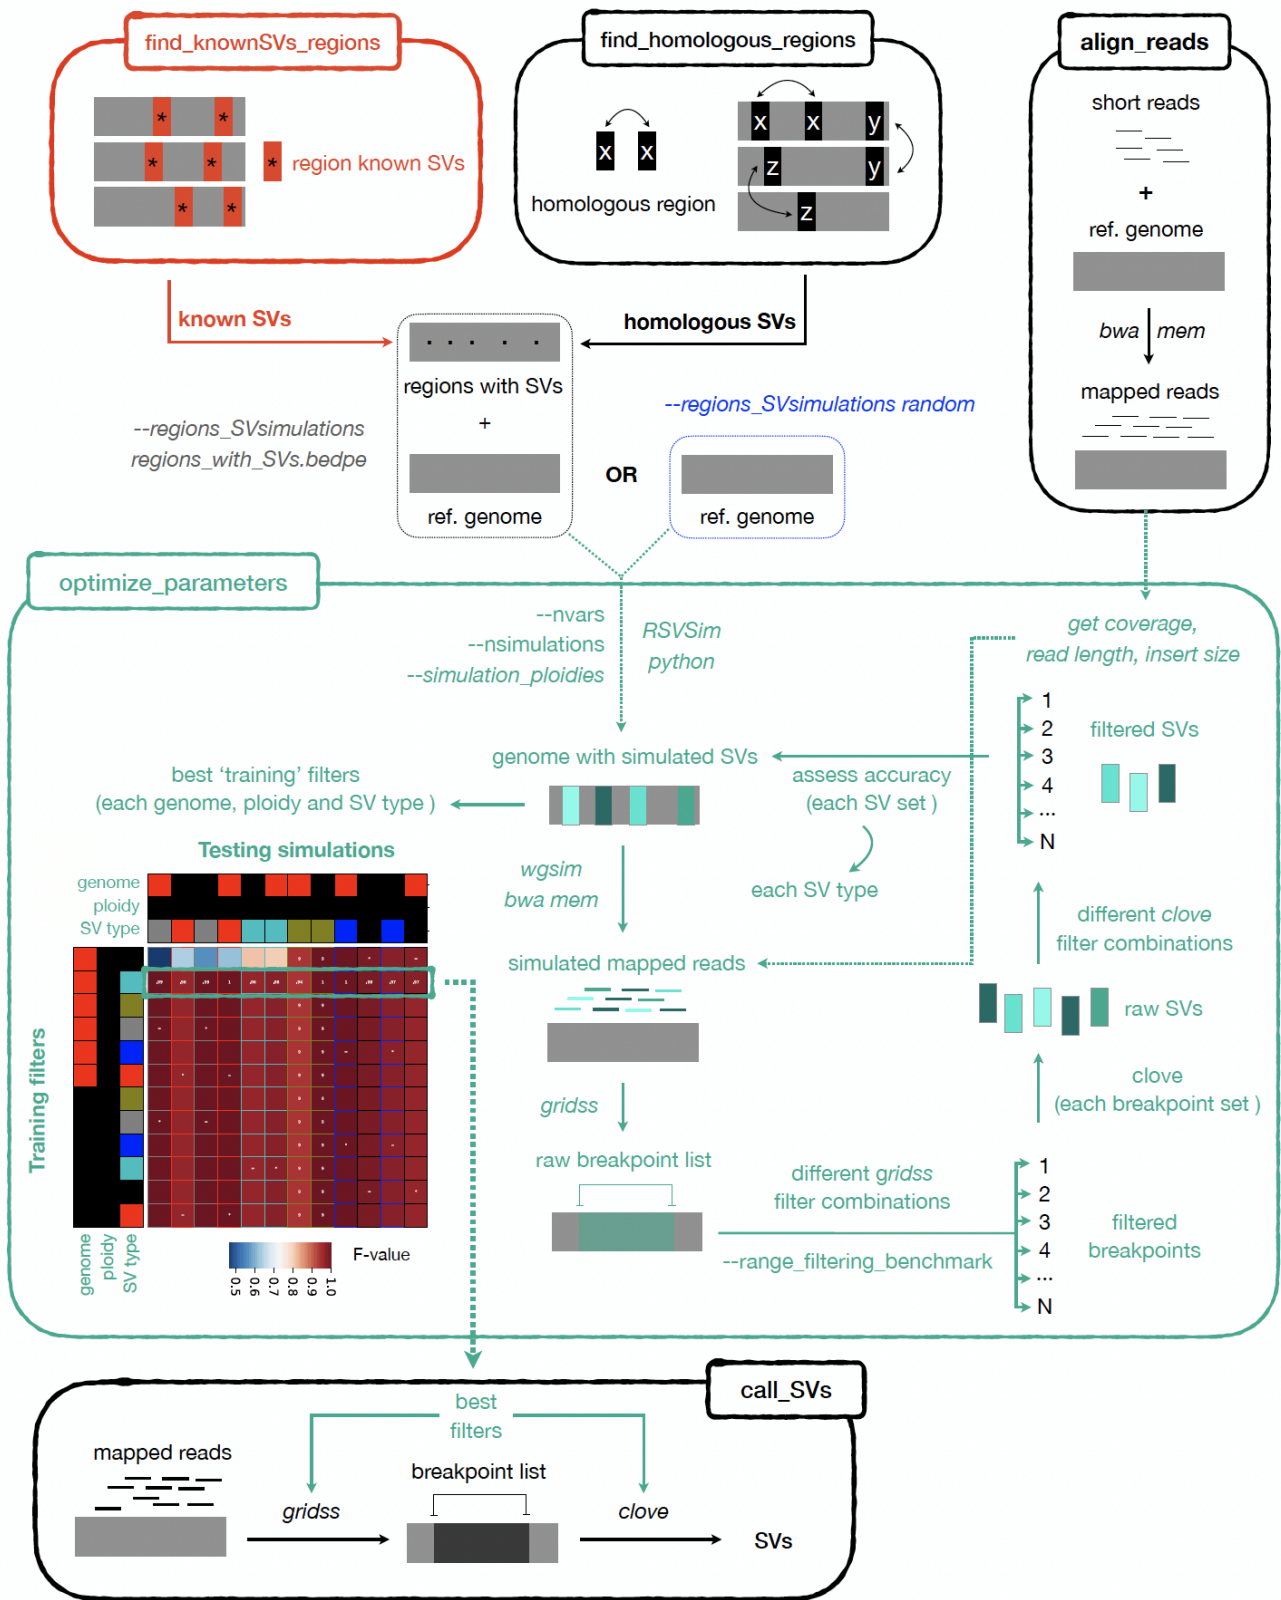 find_knownSVs_regions
* *
* *
* *
* region known SVs
find_homologous_regions
x x
homologous region
x x y
z y
z
align_reads
short reads
+
ref. genome
bwa mem
mapped reads
known SVs
homologous SVs
regions with SVs
+
ref. genome
--regions_SVsimulations
regions_with_SVs.bedpe
OR
--regions_SVsimulations random
ref. genome
optimize_parameters
--nvars
--nsimulations
--simulation_ploidies
RSVSim
python
get coverage,
read length, insert size
genome with simulated SVs
assess accuracy
(each SV set )
each SV type
1
2
3
4
...
N
filtered SVs
best ‘training’ filters
(each genome, ploidy and SV type )
Testing simulations
genome
ploidy
SV type
Training filters
genome
ploidy
SV type
F-value
0.5
0.6
0.7
0.8
0.9
1.0
wgsim
bwa mem
simulated mapped reads
gridss
raw breakpoint list
different gridss
filter combinations
--range_filtering_benchmark
1
2
3
4
...
N
filtered
breakpoints
clove
(each breakpoint set )
raw SVs
different clove
filter combinations
call_SVs
best
filters
mapped reads
gridss
breakpoint list
clove
SVs